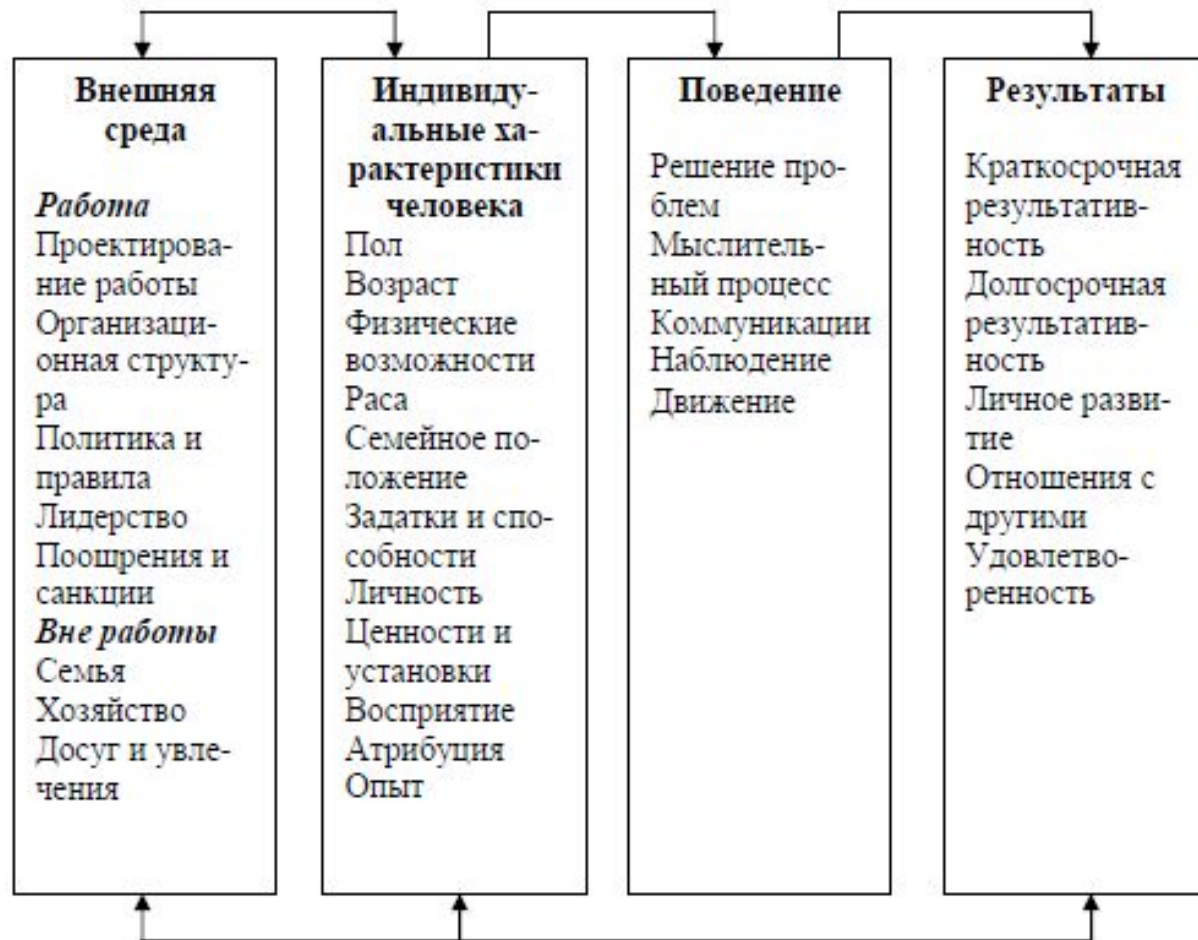 Внешняя
среда
Работа
Проектирова-
ние работы
Организаци-
онная структу-
ра
Политика и
правила
Лидерство
Поощрения и
санкции
Вне работы
Семья
Хозяйство
Досуг и увле-
чения
Индивиду-
альные ха-
рактеристики
человека
Пол
Возраст
Физические
возможности
Раса
Семейное по-
ложение
Задатки и спо-
собности
Личность
Ценности и
установки
Восприятие
Атрибуция
Опыт
Поведение
Решение про-
блем
Мыслитель-
ный процесс
Коммуникации
Наблюдение
Движение
Результаты
Краткосрочная
результатив-
ность
Долгосрочная
результатив-
ность
Личное разви-
тие
Отношения с
другими
Удовлетво-
ренность